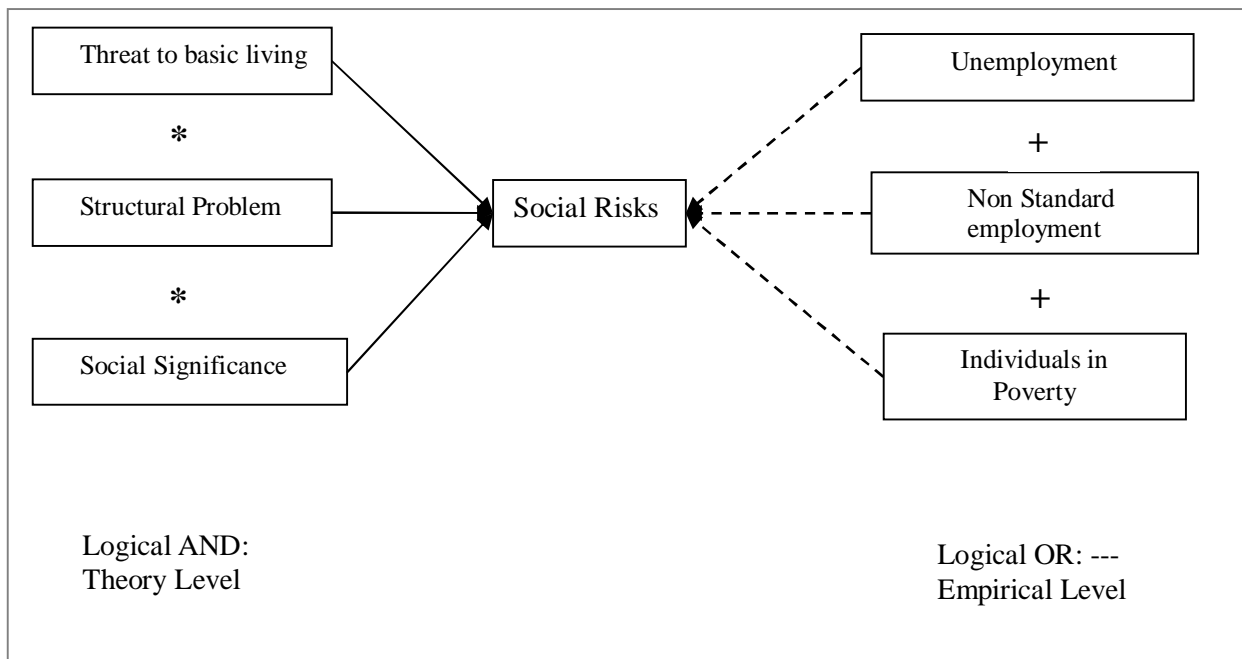 Threat to basic living
*
Structural Problem
*
Social Significance
Social Risks
Unemployment
+
Non Standard
employment
+
Individuals in
Poverty
Logical AND:
Theory Level
Logical OR: ---
Empirical Level